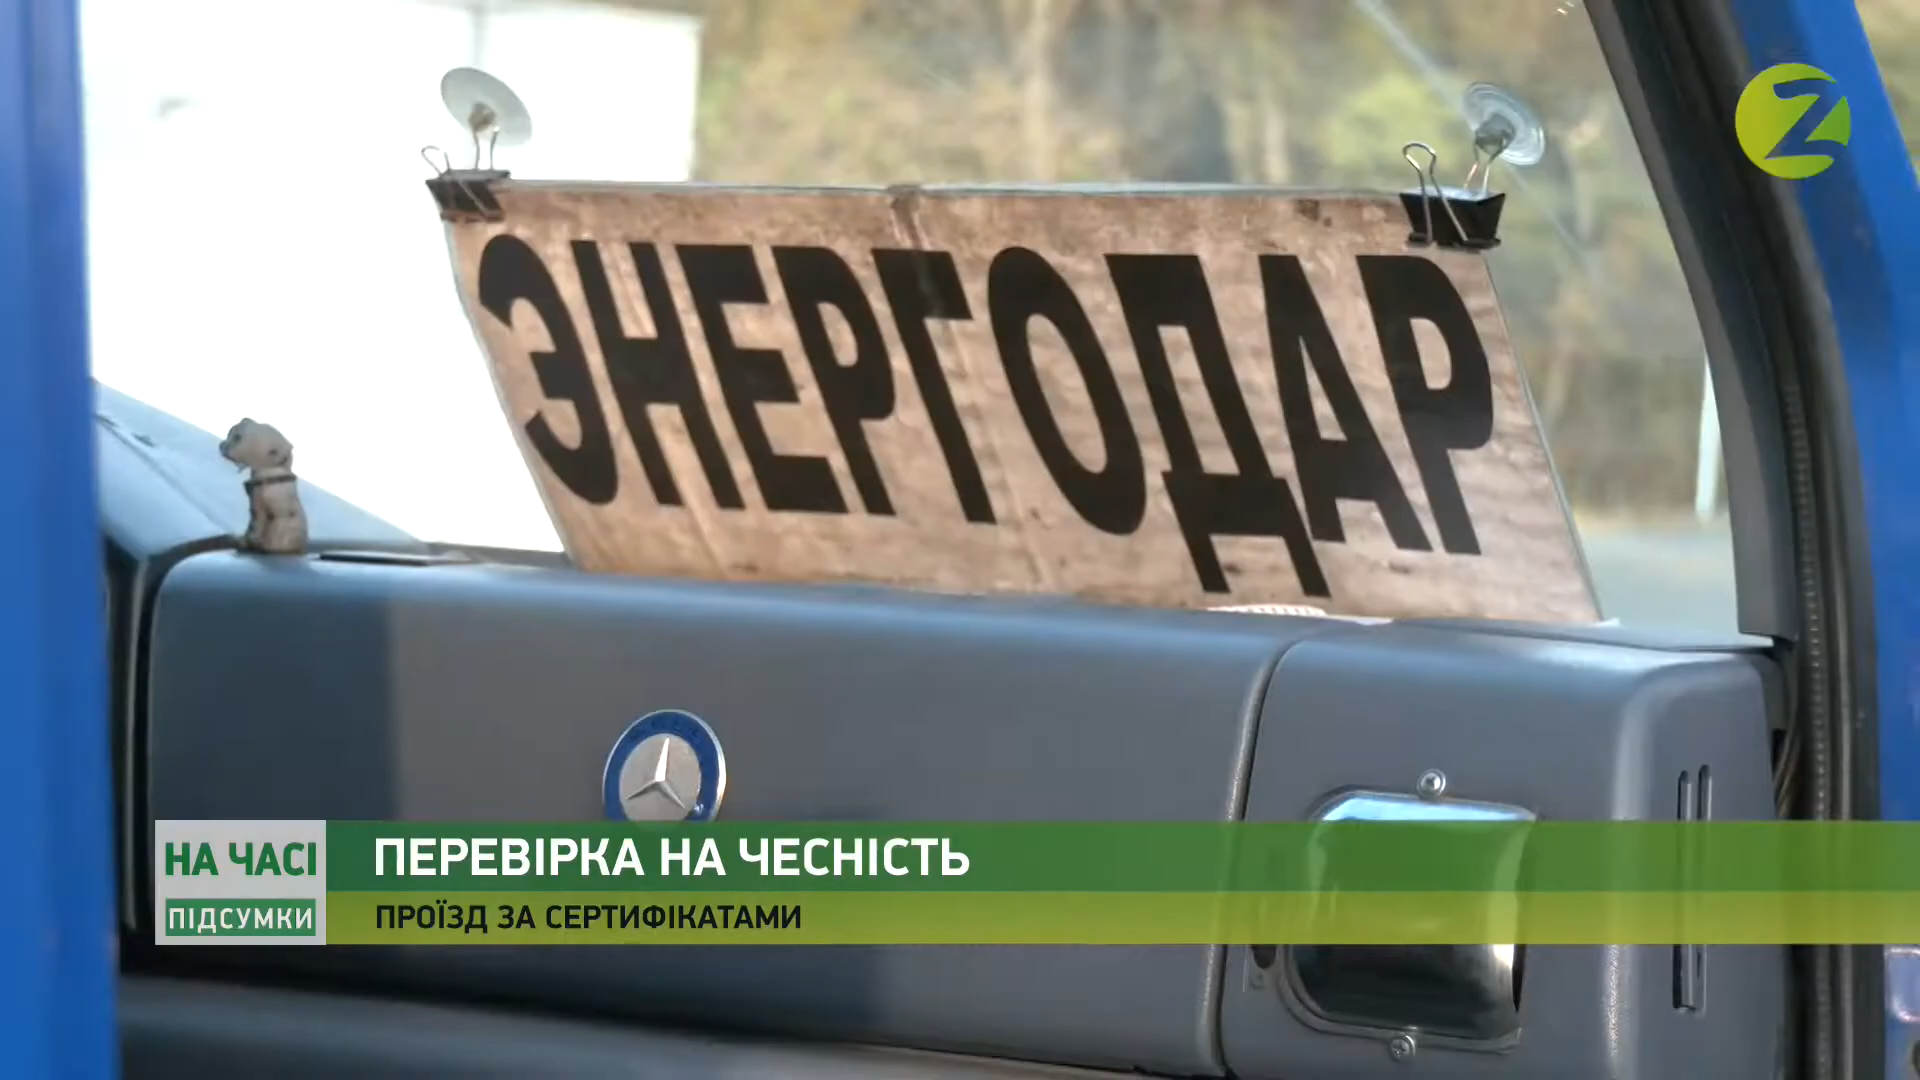 Z
ЭНЕРГОДАР
НА ЧАСІ
ПІДСУМКИ
ПЕРЕВІРКА НА ЧЕСНІСТЬ
ПРОЇЗД ЗА СЕРТИФІКАТАМИ